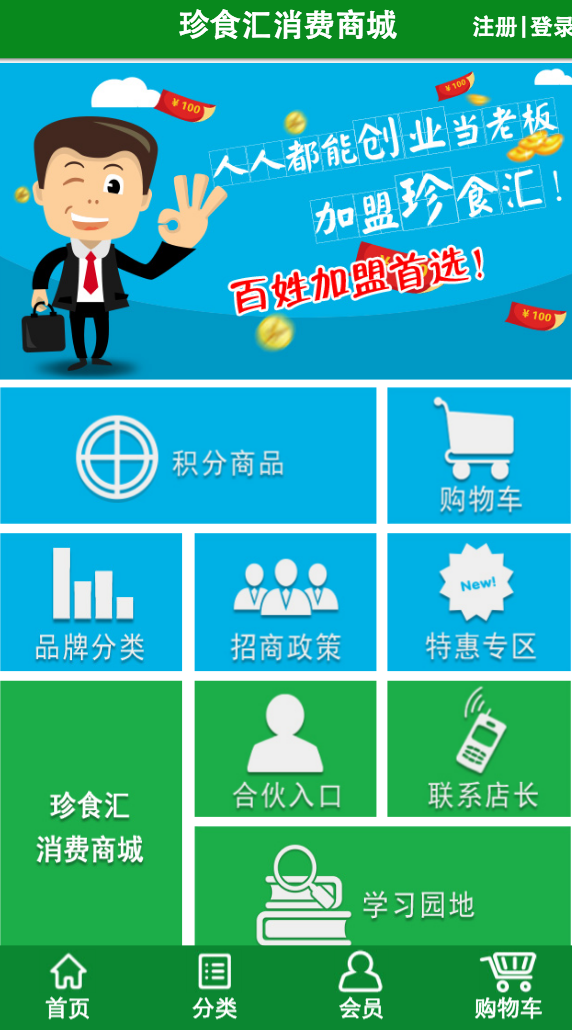 珍食汇消费商城
注册|登录
¥100
¥100
人人都能创业当老板
加盟珍食汇!
百姓加盟首选!
¥100
积分商品
购物车
New!
品牌分类
招商政策
特惠专区
合伙入口
联系店长
珍食汇
消费商城
学习园地
首页
分类
会员
购物车